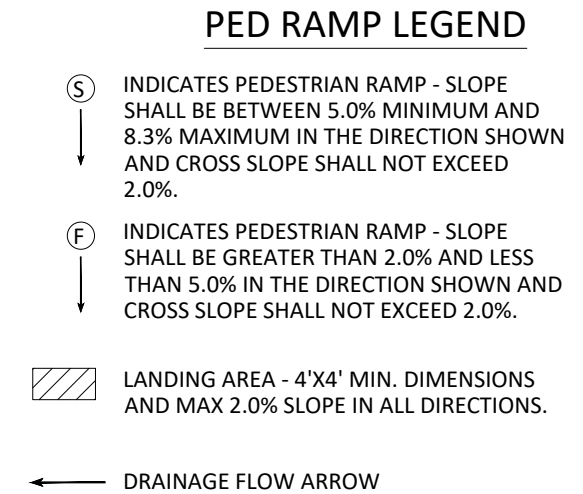 PED RAMP LEGEND
S INDICATES PEDESTRIAN RAMP - SLOPE
SHALL BE BETWEEN 5.0% MINIMUM AND
8.3% MAXIMUM IN THE DIRECTION SHOWN
AND CROSS SLOPE SHALL NOT EXCEED
2.0%.
F INDICATES PEDESTRIAN RAMP - SLOPE
SHALL BE GREATER THAN 2.0% AND LESS
THAN 5.0% IN THE DIRECTION SHOWN AND
CROSS SLOPE SHALL NOT EXCEED 2.0%.
LANDING AREA - 4'X4' MIN. DIMENSIONS
AND MAX 2.0% SLOPE IN ALL DIRECTIONS.
DRAINAGE FLOW ARROW